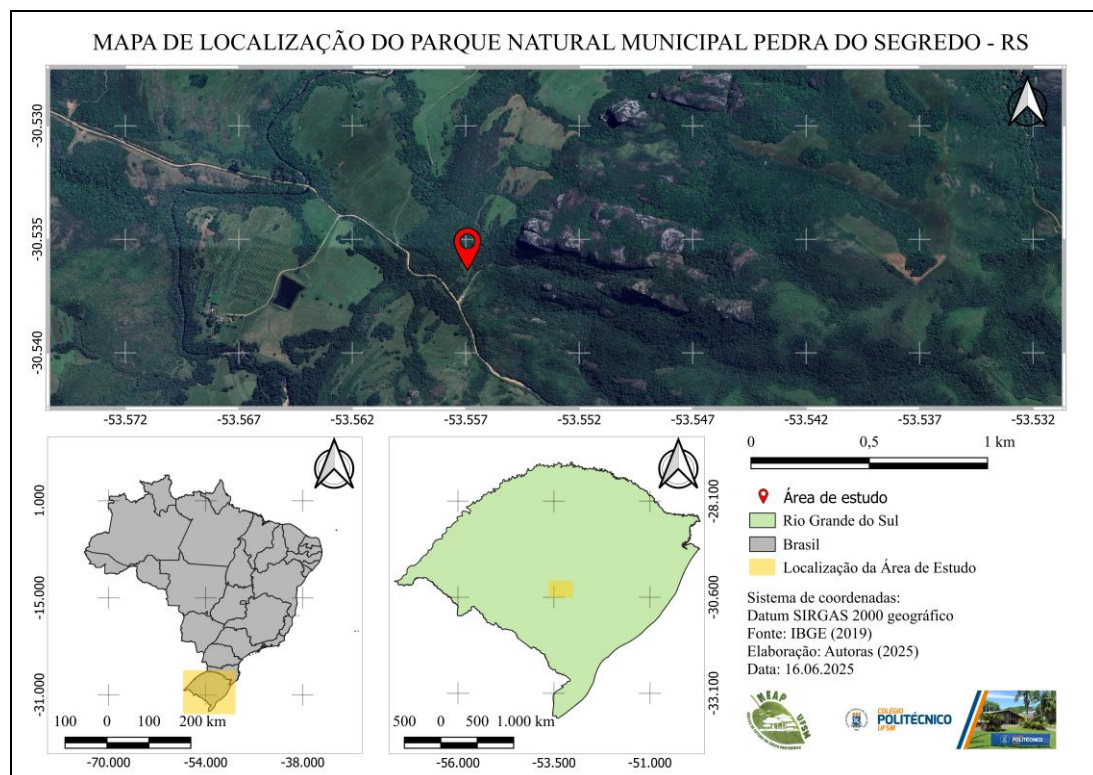 MAPA DE LOCALIZAÇÃO DO PARQUE NATURAL MUNICIPAL PEDRA DO SEGREDO - RS
-30.530
-30.535
-30.540
-53.572 -53.567 -53.562 -53.557 -53.552 -53.547 -53.542 -53.537 -53.532
1.000
-15.000
-31.000
100 0 100 200 km
-70.000 -54.000 -38.000
-28.100
-30.600
-33.100
500 0 500 1.000 km
-56.000 -53.500 -51.000
0 0,5 1 km
Área de estudo
Rio Grande do Sul
Brasil
Localização da Área de Estudo
Sistema de coordenadas:
Datum SIRGAS 2000 geográfico
Fonte: IBGE (2019)
Elaboração: Autoras (2025)
Data: 16.06.2025
NEAP UFSM
COLÉGIO
POLITÉCNICO
UFSM
POLITÉCNICO